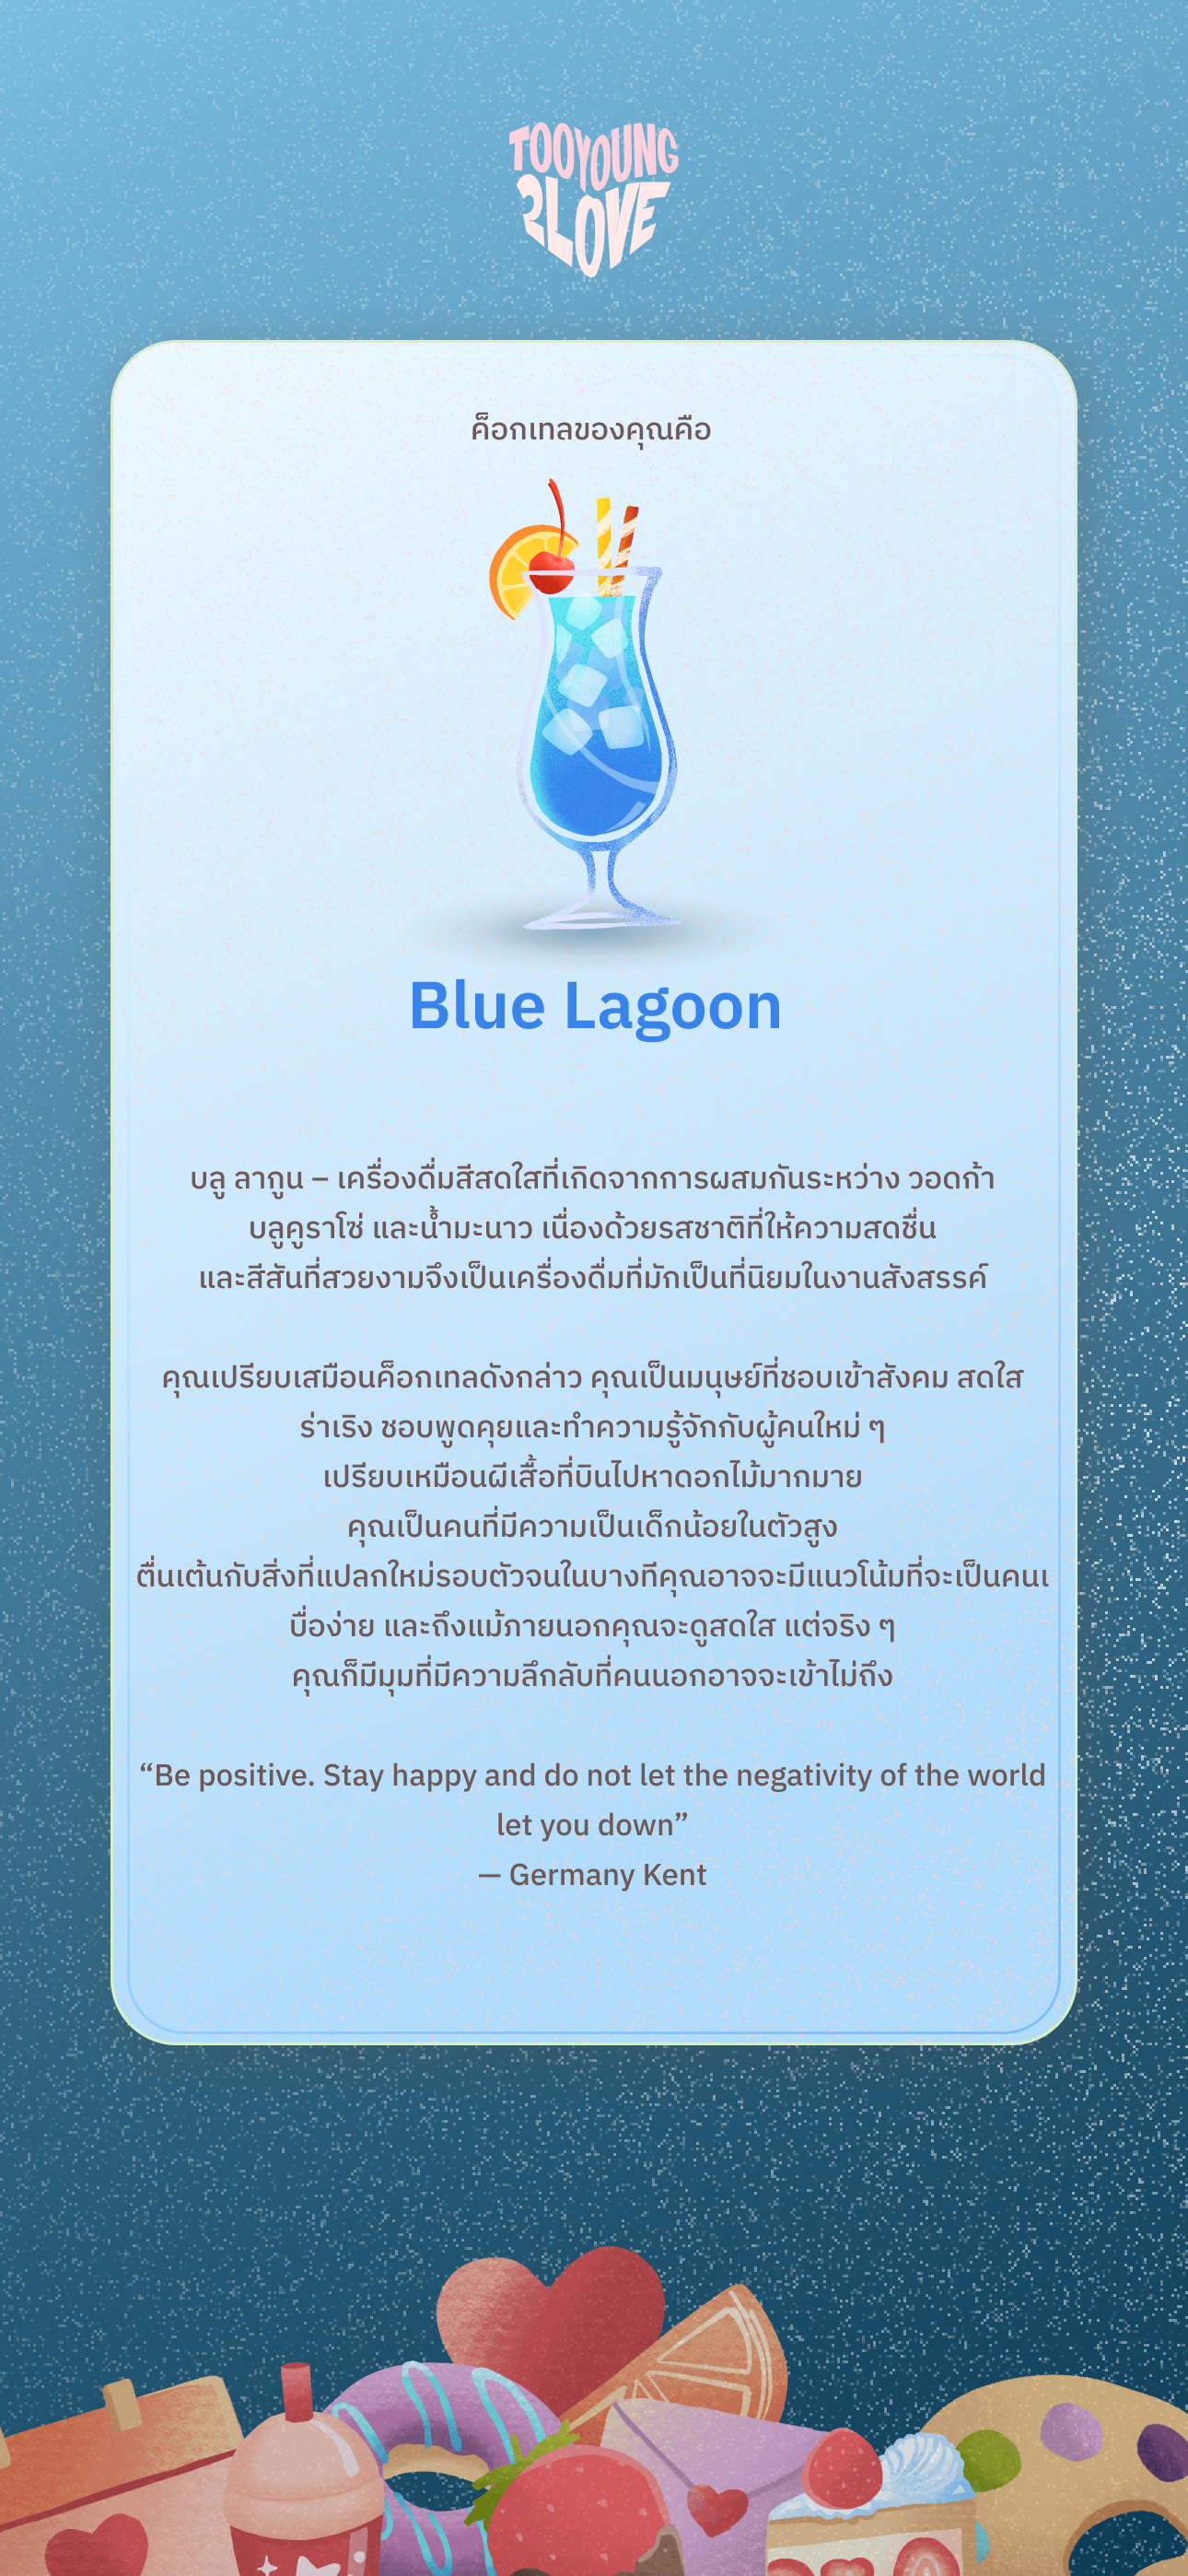 TOO YOUNG
2LOVE
ค็อกเทลของคุณคือ
Blue Lagoon
บลู ลากูน – เครื่องดื่มสีสดใสที่เกิดจากการผสมกันระหว่าง วอดก้า
บลูคูราโซ่ และน้ำมะนาว เนื่องด้วยรสชาติที่ให้ความสดชื่น
และสีสันที่สวยงามจึงเป็นเครื่องดื่มที่มักเป็นที่นิยมในงานสังสรรค์
คุณเปรียบเสมือนค็อกเทลดังกล่าว คุณเป็นมนุษย์ที่ชอบเข้าสังคม สดใส
ร่าเริง ชอบพูดคุยและทำความรู้จักกับผู้คนใหม่ ๆ
เปรียบเหมือนผีเสื้อที่บินไปหาดอกไม้มากมาย
คุณเป็นคนที่มีความเป็นเด็กน้อยในตัวสูง
ตื่นเต้นกับสิ่งที่แปลกใหม่รอบตัวจนในบางทีคุณอาจจะมีแนวโน้มที่จะเป็นคนเ
บื่อง่าย และถึงแม้ภายนอกคุณจะดูสดใส แต่จริง ๆ
คุณก็มีมุมที่มีความลึกลับที่คนนอกอาจจะเข้าไม่ถึง
“Be positive. Stay happy and do not let the negativity of the world
let you down”
— Germany Kent